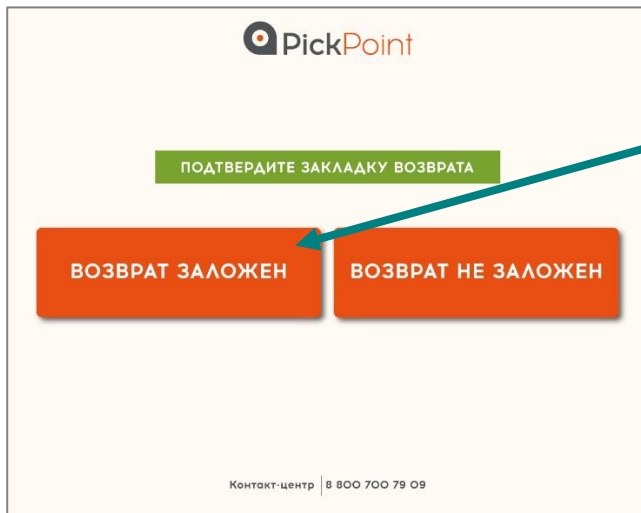 PickPoint
ПОДТВЕРДИТЕ ЗАКЛАДКУ ВОЗВРАТА
ВОЗВРАТ ЗАЛОЖЕН
ВОЗВРАТ НЕ ЗАЛОЖЕН
Контакт-центр | 8 800 700 79 09